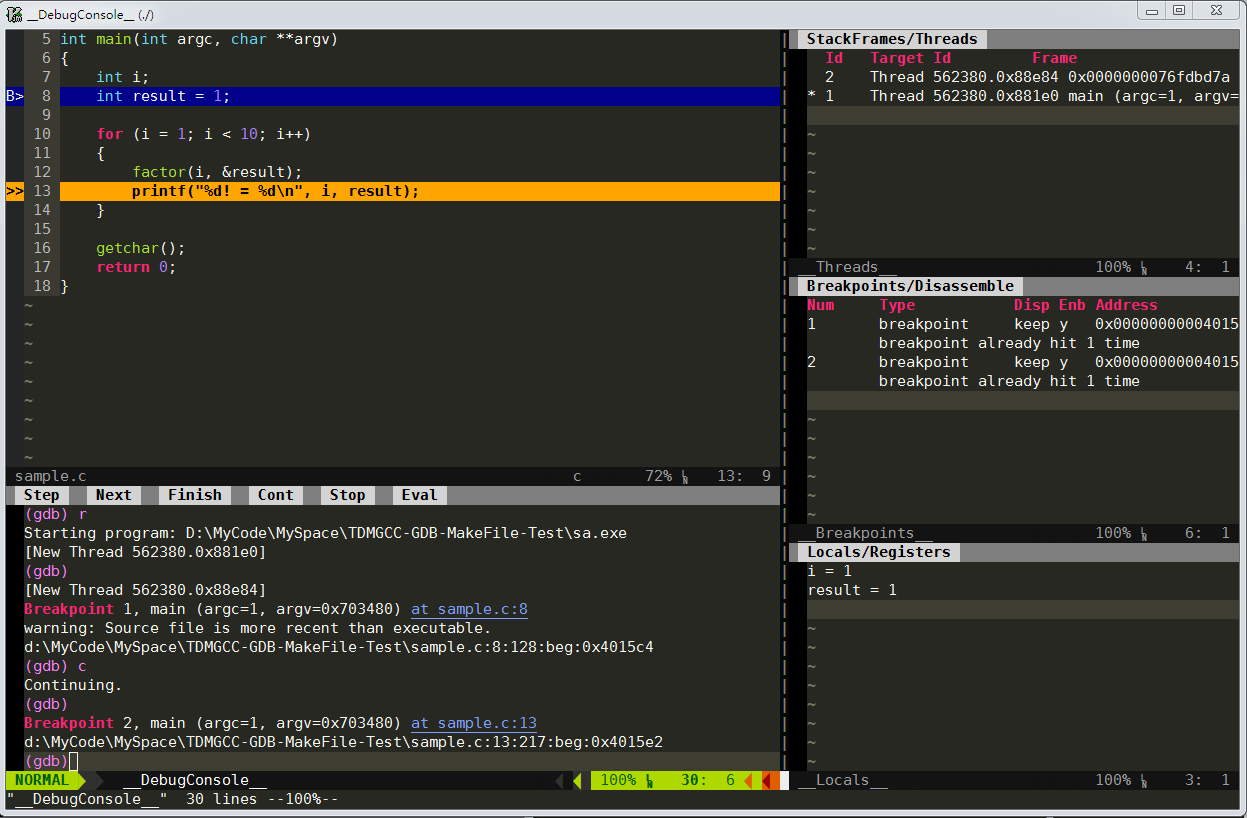 __DebugConsole__ (./)
5 int main(int argc, char **argv)
6 {
7     int i;
B> 8     int result = 1;
9
10     for (i = 1; i < 10; i++)
11     {
12         factor(i, &result);
>> 13         printf("%d! = %d\n", i, result);
14     }
15
16     getchar();
17     return 0;
18 }
~
~
~
~
~
~
~
~
~
sample.c c 72% 13: 9
Step Next Finish Cont Stop Eval
(gdb) r
Starting program: D:\MyCode\MySpace\TDMGCC-GDB-MakeFile-Test\sa.exe
[New Thread 562380.0x881e0]
(gdb)
[New Thread 562380.0x88e84]
Breakpoint 1, main (argc=1, argv=0x703480) at sample.c:8
warning: Source file is more recent than executable.
d:\MyCode\MySpace\TDMGCC-GDB-MakeFile-Test\sample.c:8:128:beg:0x4015c4
(gdb) c
Continuing.
(gdb)
Breakpoint 2, main (argc=1, argv=0x703480) at sample.c:13
d:\MyCode\MySpace\TDMGCC-GDB-MakeFile-Test\sample.c:13:217:beg:0x4015e2
(gdb)
NORMAL __DebugConsole__ 100% 30: 6
"__DebugConsole__" 30 lines --100%--
StackFrames/Threads
Id Target Id Frame
2 Thread 562380.0x88e84 0x0000000076fdbd7a
* 1 Thread 562380.0x881e0 main (argc=1, argv=
~
~
~
~
~
~
~
__Threads__ 100% 4: 1
Breakpoints/Disassemble
Num Type Disp Enb Address
1 breakpoint keep y 0x00000000004015
breakpoint already hit 1 time
2 breakpoint keep y 0x00000000004015
breakpoint already hit 1 time
~
~
~
~
~
~
__Breakpoints__ 100% 6: 1
Locals/Registers
i = 1
result = 1
~
~
~
~
~
~
~
~
__Locals__ 100% 3: 1